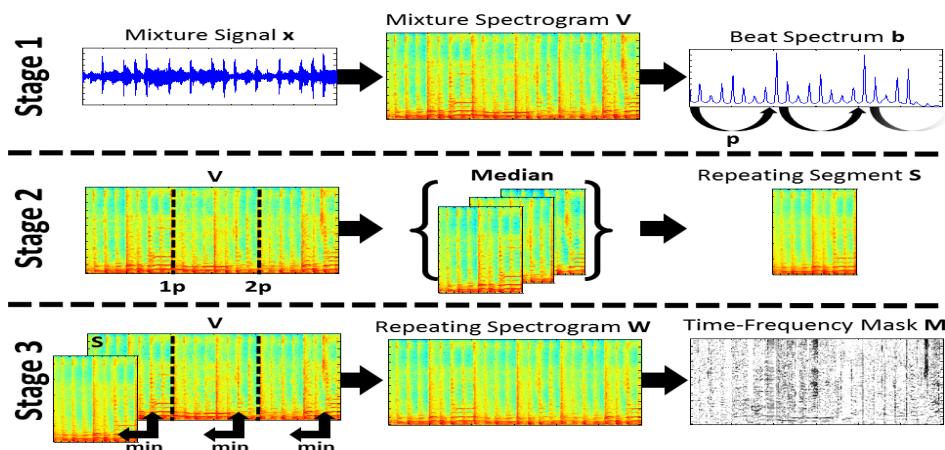 Stage 1
Mixture Signal x
Mixture Spectrogram V
Beat Spectrum b
p
Stage 2
V
1p
2p
Median
Repeating Segment S
Stage 3
V
S
min
min
min
Repeating Spectrogram W
Time-Frequency Mask M